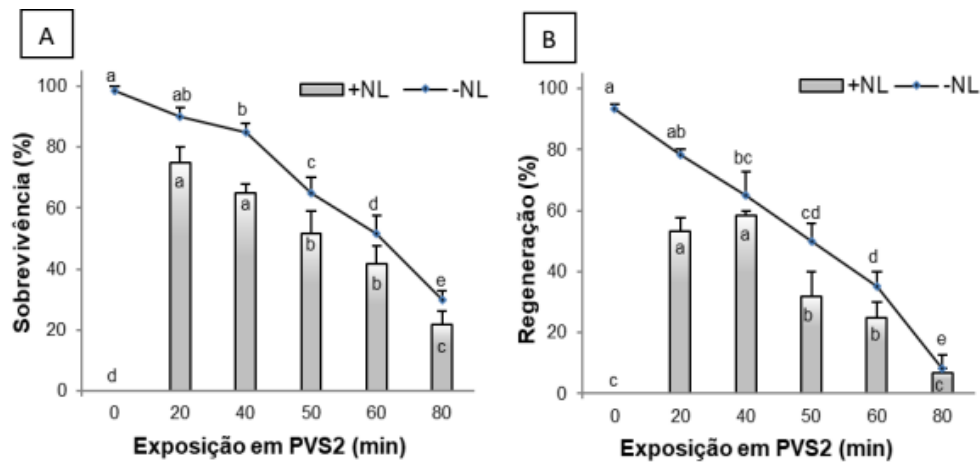 A
+NL -NL
Sobrevivência (%)
100
80
60
40
20
0
a
ab
b
c
d
e
a
a
b
b
c
d
0 20 40 50 60 80
Exposição em PVS2 (min)
B
+NL -NL
Regeneração (%)
100
80
60
40
20
0
a
ab
bc
cd
d
e
a
a
b
b
c
c
0 20 40 50 60 80
Exposição em PVS2 (min)